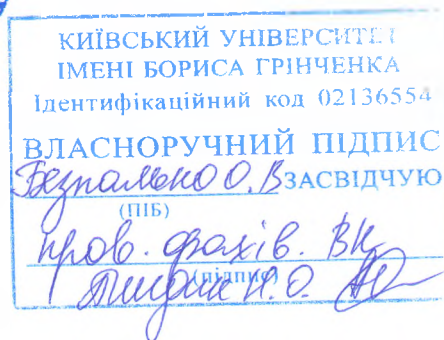 КИЇВСЬКИЙ УНІВЕРСИТЕТ
ІМЕНІ БОРИСА ГРІНЧЕНКА
Ідентифікаційний код 02136554
ВЛАСНОРУЧНИЙ ПІДПИС
Безпалько О.В ЗАСВІДЧУЮ
(ПІБ)
пров. фахів. ВК
(підпис) Н.О.